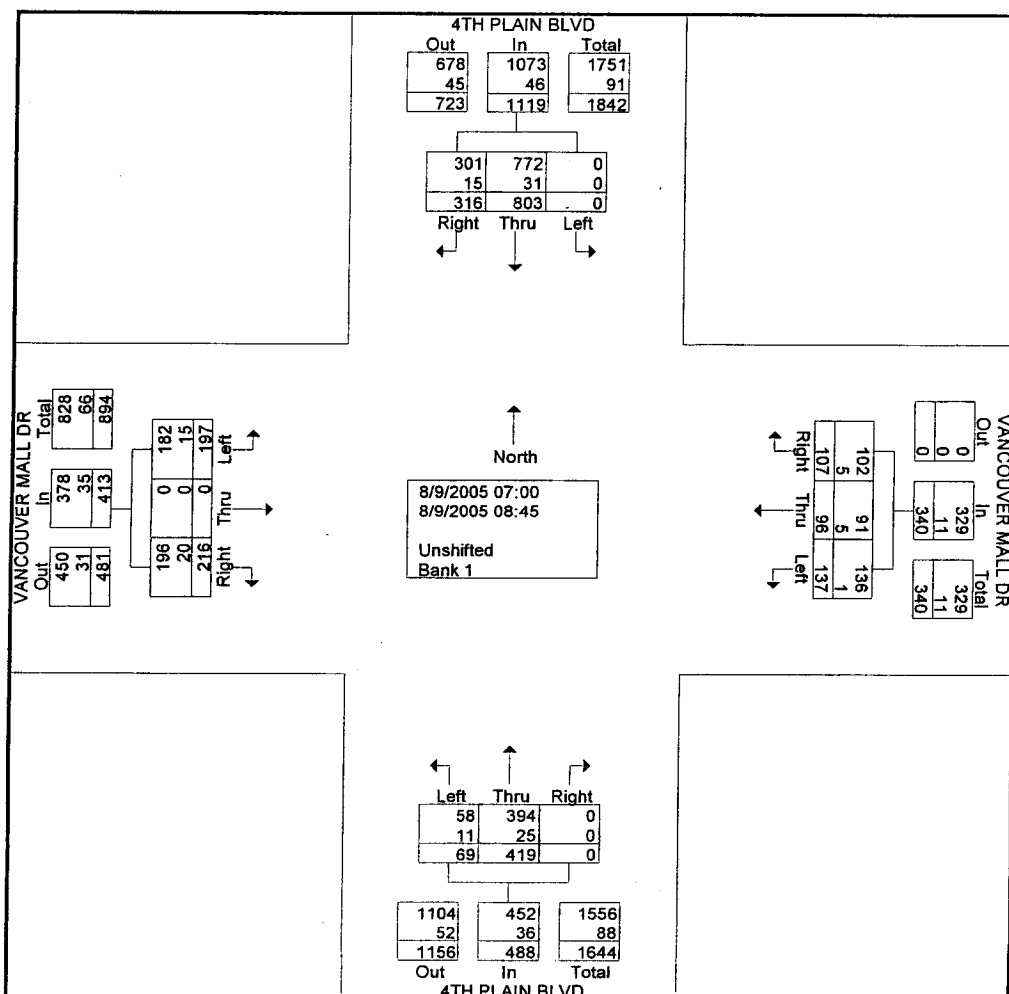 4TH PLAIN BLVD
Out In Total
678 1073 1751
45 46 91
723 1119 1842
301 772 0
15 31 0
316 803 0
Right Thru Left
VANCOUVER MALL DR
Total
828
66
894
In
378
35
413
Out
450
31
481
Left
182
15
197
Thru
0
0
0
Right
196
20
216
North
8/9/2005 07:00
8/9/2005 08:45
Unshifted
Bank 1
Right
102
5
107
Thru
91
5
96
Left
136
1
137
VANCOUVER MALL DR
Out
0
0
0
In
329
11
340
Total
329
11
340
Left Thru Right
58 394 0
11 25 0
69 419 0
1104 452 1556
52 36 88
1156 488 1644
Out In Total
4TH PLAIN BLVD